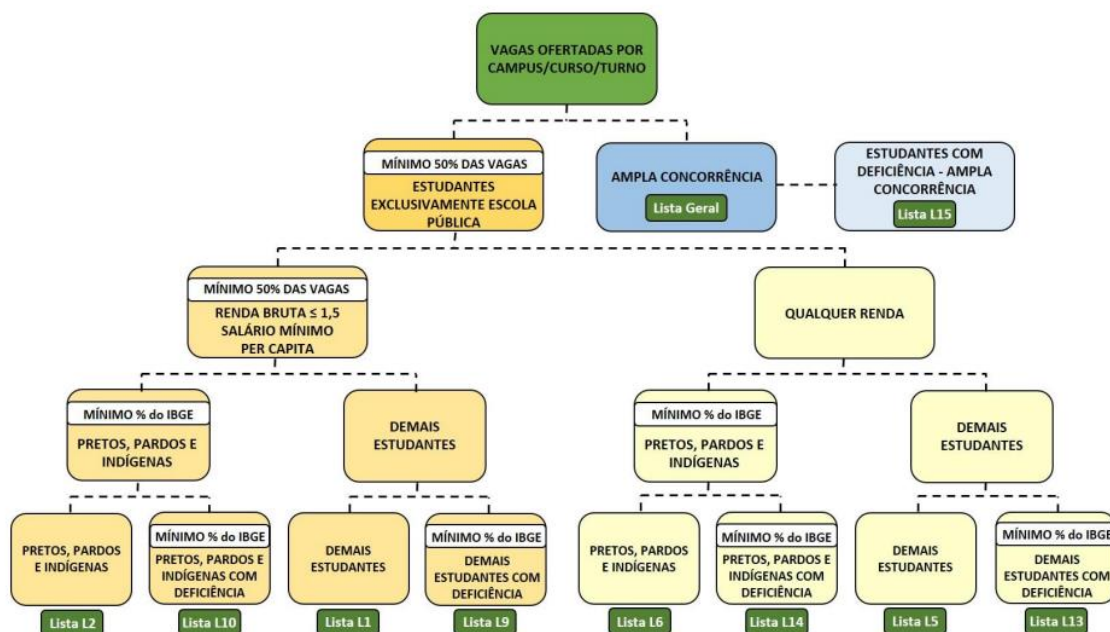 VAGAS OFERTADAS POR
CAMPUS/CURSO/TURNO
MÍNIMO 50% DAS VAGAS
ESTUDANTES
EXCLUSIVAMENTE ESCOLA
PÚBLICA
AMPLA CONCORRÊNCIA
Lista Geral
ESTUDANTES COM
DEFICIÊNCIA - AMPLA
CONCORRÊNCIA
Lista L15
MÍNIMO 50% DAS VAGAS
RENDA BRUTA ≤ 1,5
SALÁRIO MÍNIMO
PER CAPITA
QUALQUER RENDA
MÍNIMO % do IBGE
PRETOS, PARDOS E
INDÍGENAS
DEMAIS
ESTUDANTES
MÍNIMO % do IBGE
PRETOS, PARDOS E
INDÍGENAS
DEMAIS
ESTUDANTES
PRETOS, PARDOS
E INDÍGENAS
Lista L2
MÍNIMO % do IBGE
PRETOS, PARDOS E
INDÍGENAS COM
DEFICIÊNCIA
Lista L10
DEMAIS
ESTUDANTES
Lista L1
MÍNIMO % do IBGE
DEMAIS
ESTUDANTES COM
DEFICIÊNCIA
Lista L9
PRETOS, PARDOS
E INDÍGENAS
Lista L6
MÍNIMO % do IBGE
PRETOS, PARDOS E
INDÍGENAS COM
DEFICIÊNCIA
Lista L14
DEMAIS
ESTUDANTES
Lista L5
MÍNIMO % do IBGE
DEMAIS
ESTUDANTES COM
DEFICIÊNCIA
Lista L13